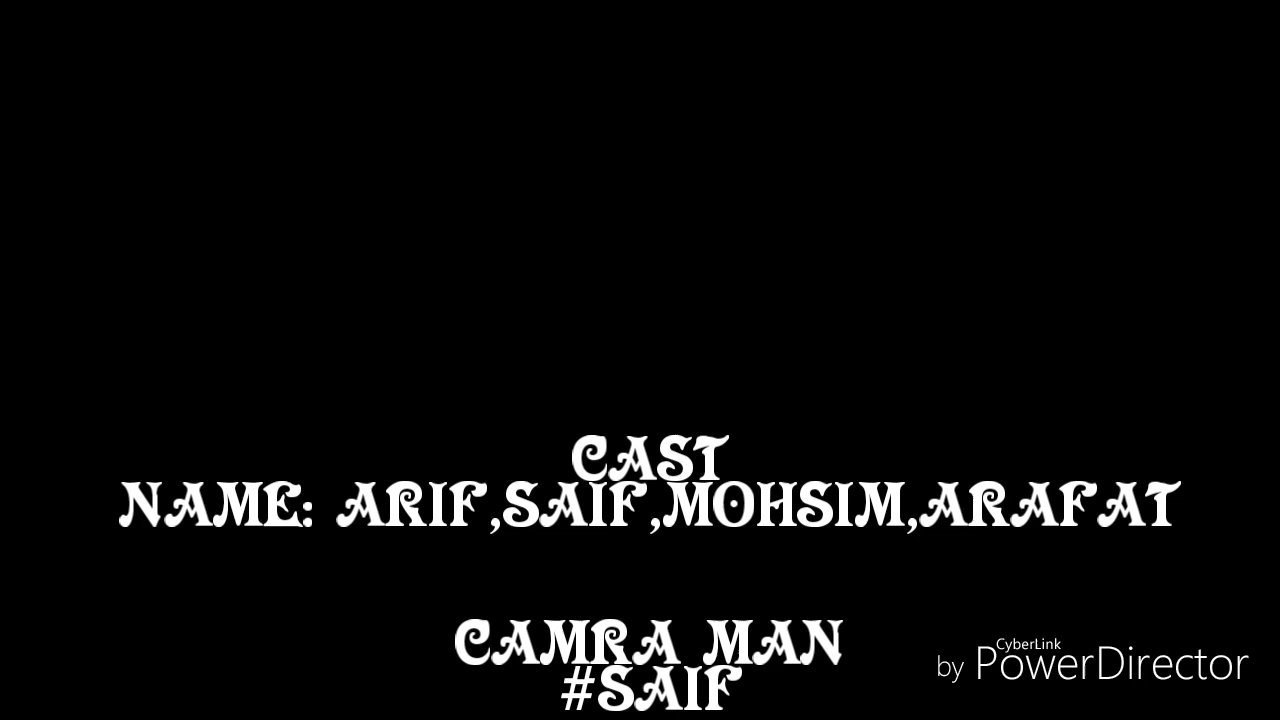 CAST
NAME: ARIF,SAIF,MOHSIM,ARAFAT
CAMRA MAN
#SAIF
CyberLink
by PowerDirector